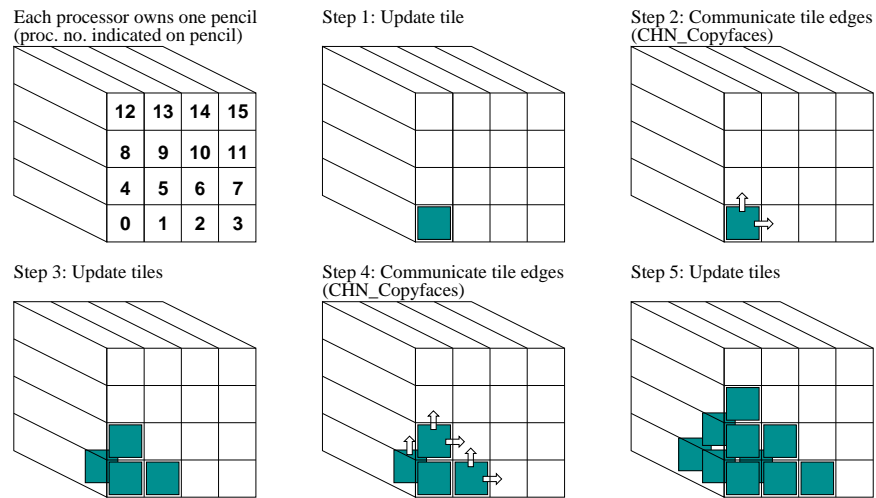 Each processor owns one pencil
(proc. no. indicated on pencil)
12 13 14 15
8 9 10 11
4 5 6 7
0 1 2 3
Step 1: Update tile
Step 2: Communicate tile edges
(CHN_Copyfaces)
Step 3: Update tiles
Step 4: Communicate tile edges
(CHN_Copyfaces)
Step 5: Update tiles